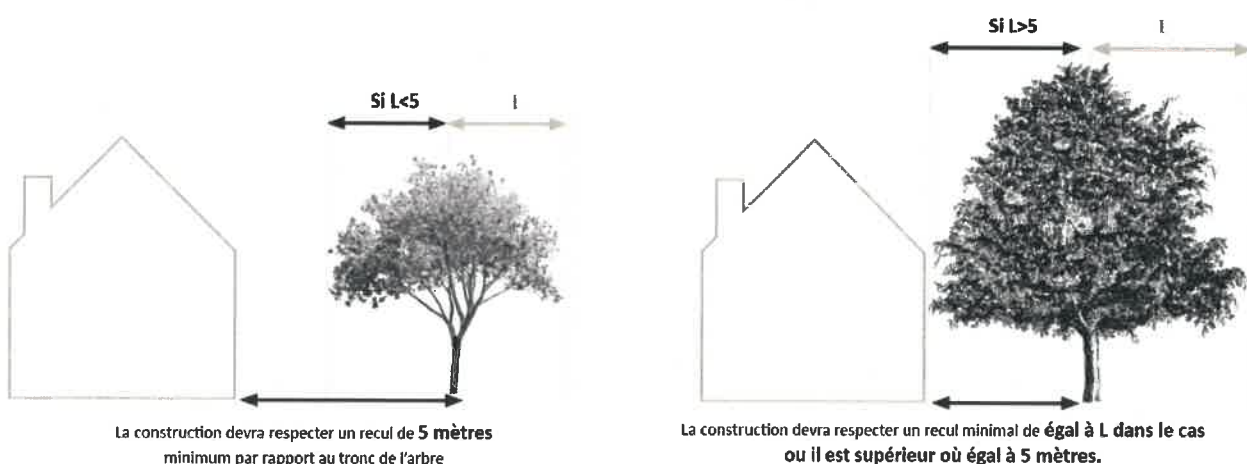 Si L<5
l
La construction devra respecter un recul de 5 mètres
minimum par rapport au tronc de l'arbre
Si L>5
l
La construction devra respecter un recul minimal de égal à L dans le cas
ou il est supérieur où égal à 5 mètres.